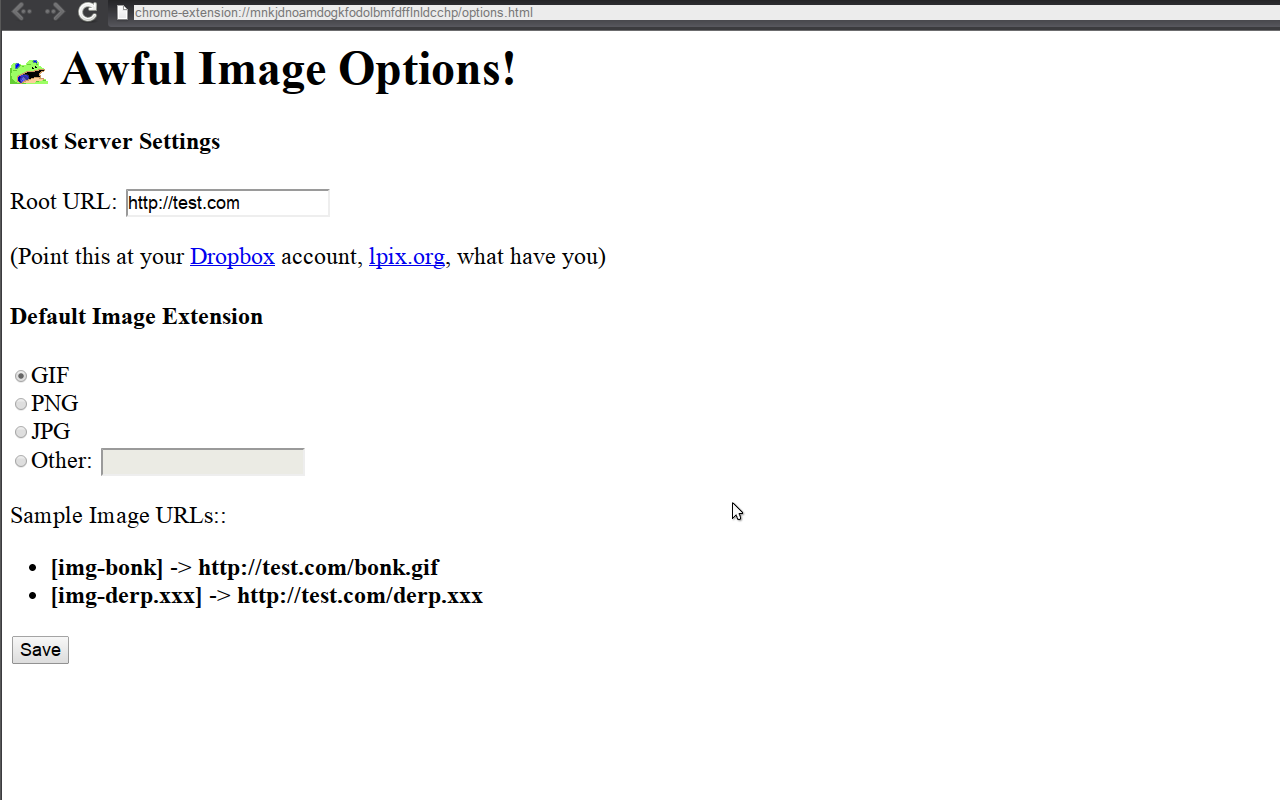 chrome-extension://mnkjdnoamdogkfodolbmfdfflnldcchp/options.html
Awful Image Options!
Host Server Settings
Root URL: http://test.com
(Point this at your Dropbox account, lpix.org, what have you)
Default Image Extension
GIF
PNG
JPG
Other:
Sample Image URLs::
[img-bonk] -> http://test.com/bonk.gif
[img-derp.xxx] -> http://test.com/derp.xxx
Save